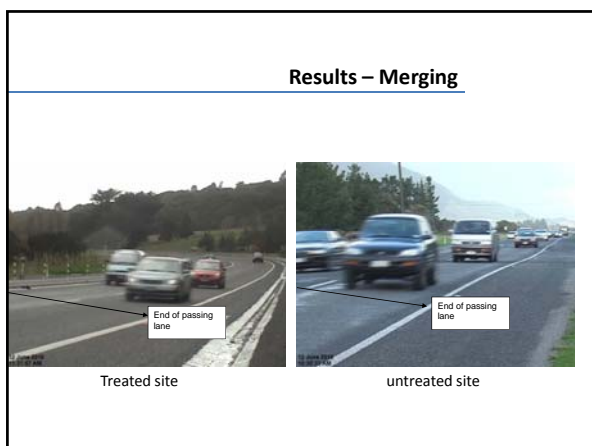 Results – Merging
End of passing
lane
End of passing
lane
Treated site
untreated site